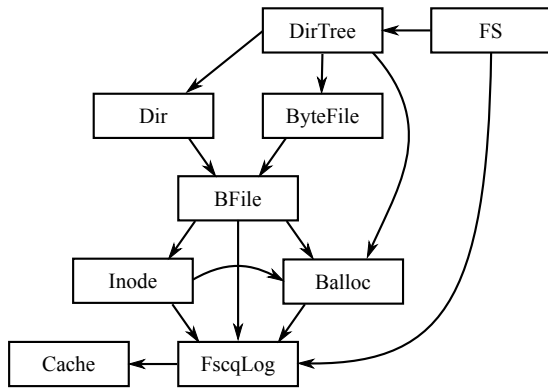 DirTree
FS
Dir
ByteFile
BFile
Inode
Balloc
Cache
FscqLog